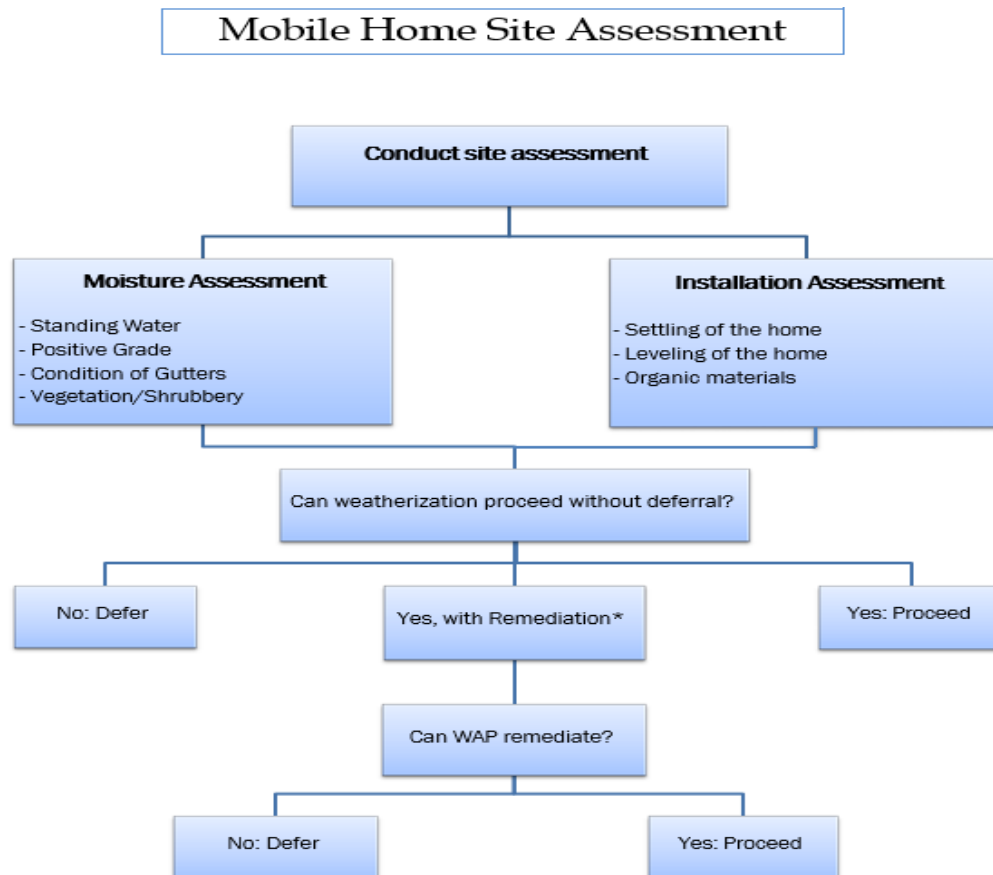 Mobile Home Site Assessment
Conduct site assessment
Moisture Assessment
- Standing Water
- Positive Grade
- Condition of Gutters
- Vegetation/Shrubbery
Installation Assessment
- Settling of the home
- Leveling of the home
- Organic materials
Can weatherization proceed without deferral?
No: Defer
Yes, with Remediation*
Yes: Proceed
Can WAP remediate?
No: Defer
Yes: Proceed